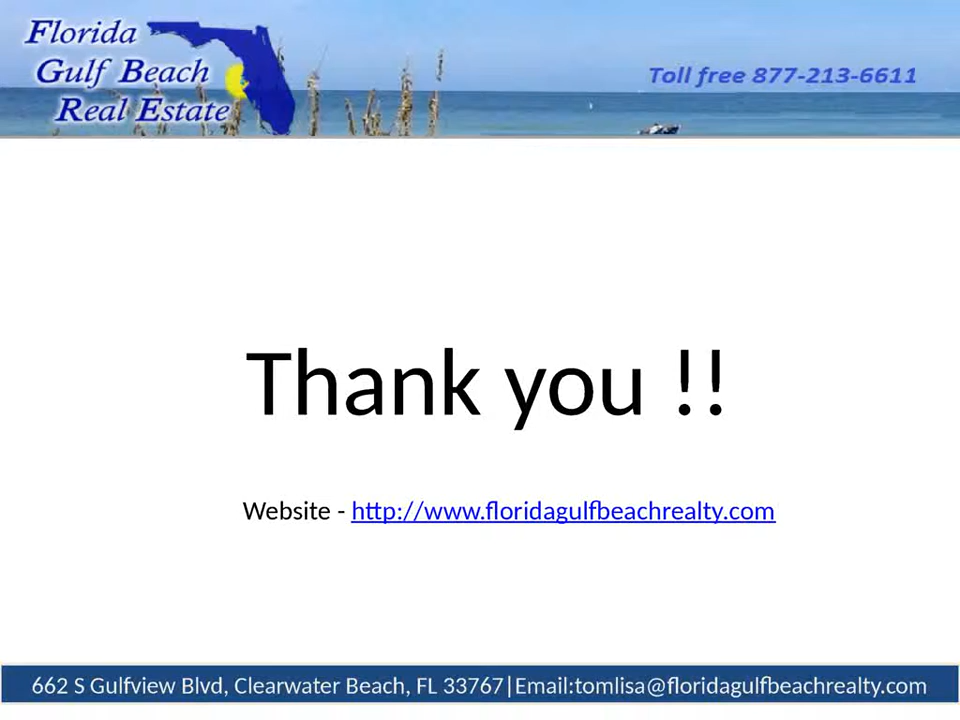 Florida
Gulf Beach
Real Estate
Toll free 877-213-6611
Thank you !!
Website - http://www.floridagulfbeachrealty.com
662 S Gulfview Blvd, Clearwater Beach, FL 33767|Email:tomlisa@floridagulfbeachrealty.com